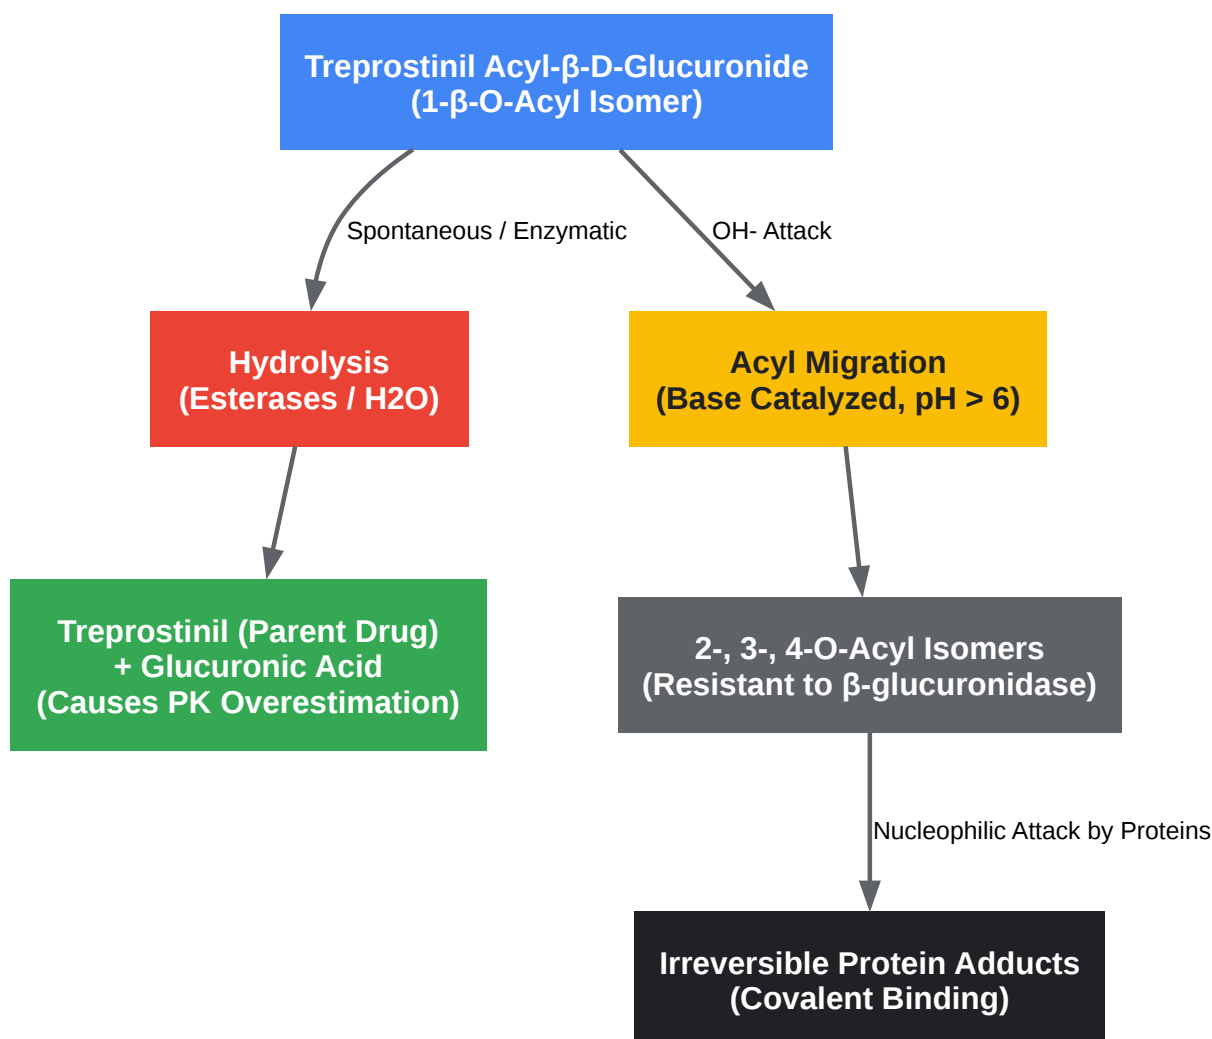 Treprostinil Acyl-β-D-Glucuronide
(1-β-O-Acyl Isomer)
Spontaneous / Enzymatic
OH- Attack
Hydrolysis
(Esterases / H2O)
Acyl Migration
(Base Catalyzed, pH > 6)
Treprostinil (Parent Drug)
+ Glucuronic Acid
(Causes PK Overestimation)
2-, 3-, 4-O-Acyl Isomers
(Resistant to β-glucuronidase)
Nucleophilic Attack by Proteins
Irreversible Protein Adducts
(Covalent Binding)